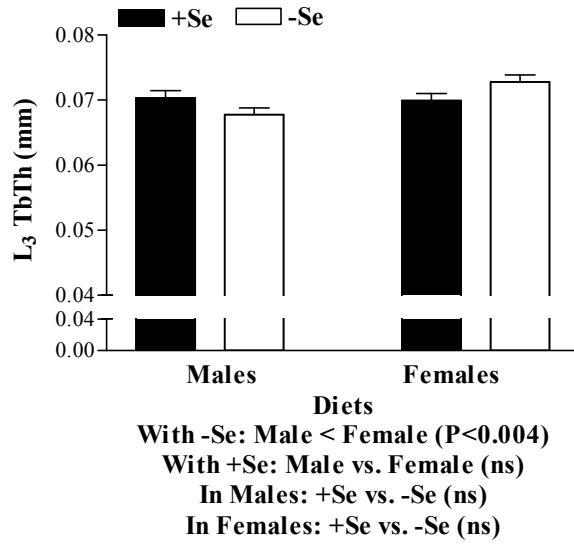 +Se -Se
0.08
0.07
0.06
0.05
0.04
0.04
0.00
L₃ TbTh (mm)
Males Females
Diets
With -Se: Male < Female (P<0.004)
With +Se: Male vs. Female (ns)
In Males: +Se vs. -Se (ns)
In Females: +Se vs. -Se (ns)